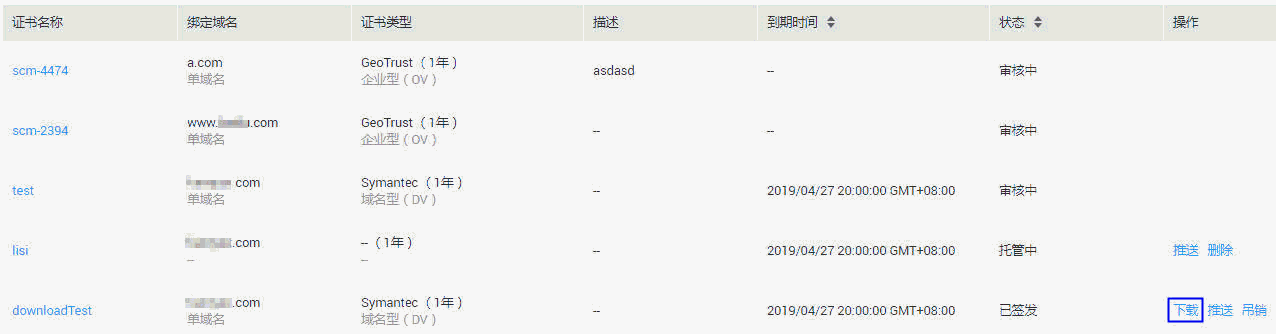 证书名称 绑定域名 证书类型 描述 到期时间 状态 操作
scm-4474 a.com GeoTrust（1年） asdasd -- 审核中
单域名 企业型（OV）
scm-2394 www. .com GeoTrust（1年） -- -- 审核中
单域名 企业型（OV）
test .com Symantec（1年） -- 2019/04/27 20:00:00 GMT+08:00 审核中
单域名 域名型（DV）
lisi .com --（1年） -- 2019/04/27 20:00:00 GMT+08:00 托管中 推送 删除
-- --
downloadTest .com Symantec（1年） -- 2019/04/27 20:00:00 GMT+08:00 已签发 下载 推送 吊销
单域名 域名型（DV）